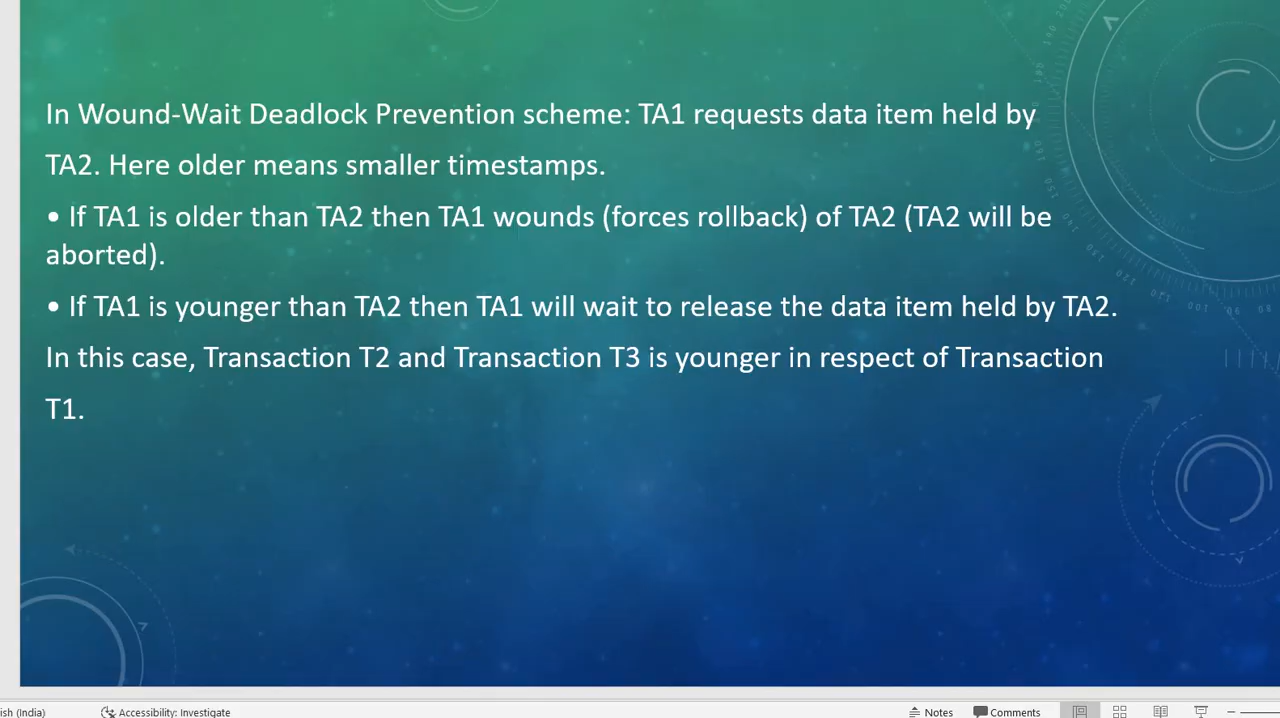 In Wound-Wait Deadlock Prevention scheme: TA1 requests data item held by
TA2. Here older means smaller timestamps.
• If TA1 is older than TA2 then TA1 wounds (forces rollback) of TA2 (TA2 will be
aborted).
• If TA1 is younger than TA2 then TA1 will wait to release the data item held by TA2.
In this case, Transaction T2 and Transaction T3 is younger in respect of Transaction
T1.
ish (India) Accessibility: Investigate Notes Comments